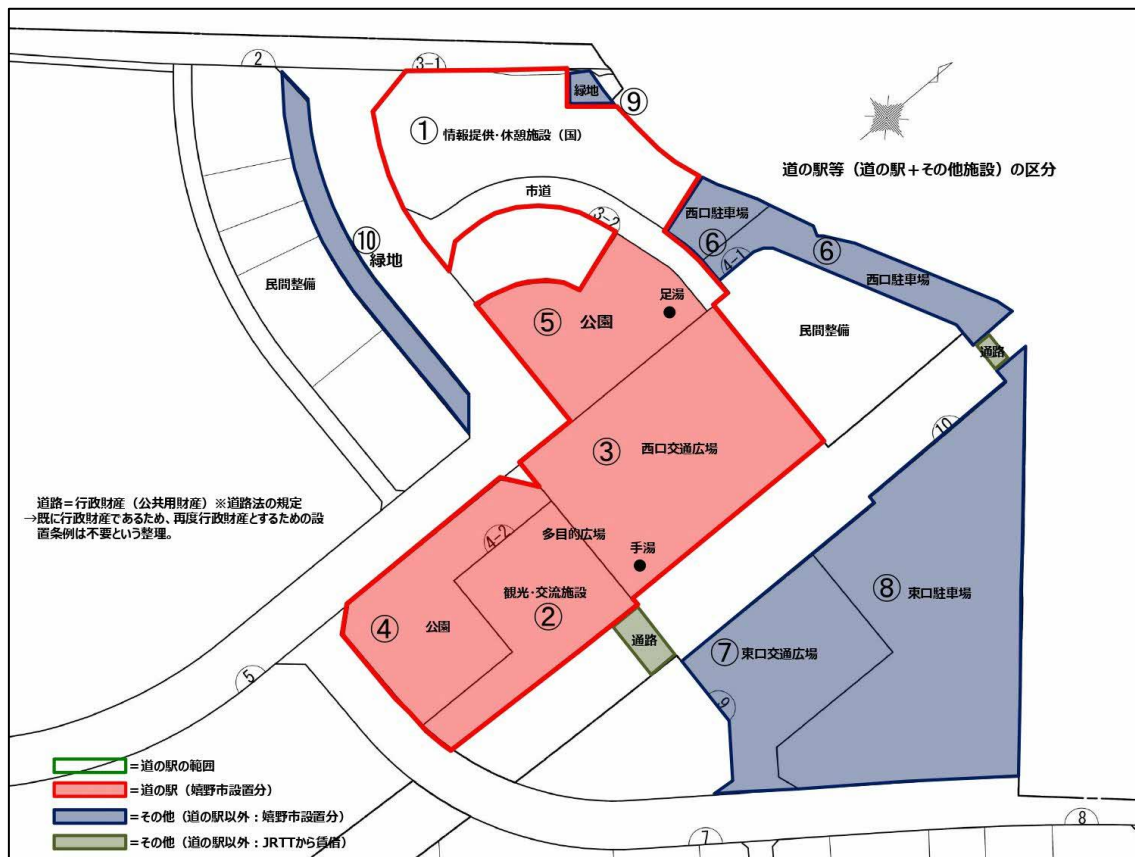 2
3-1
緑地
⑨
① 情報提供・休憩施設（国）
道の駅等（道の駅＋その他施設）の区分
市道
3-2
西口駐車場
⑥
4-1
⑥
西口駐車場
⑩
緑地
民間整備
足湯
⑤ 公園
民間整備
通路
10
③ 西口交通広場
道路＝行政財産（公共用財産）※道路法の規定
→既に行政財産であるため、再度行政財産とするための設
置条例は不要という整理。
4-2
多目的広場
手湯
観光・交流施設
②
④ 公園
通路
⑧ 東口駐車場
⑦ 東口交通広場
9
5
＝道の駅の範囲
＝道の駅（嬉野市設置分）
＝その他（道の駅以外：嬉野市設置分）
＝その他（道の駅以外：JRTTから賃借）
7
8